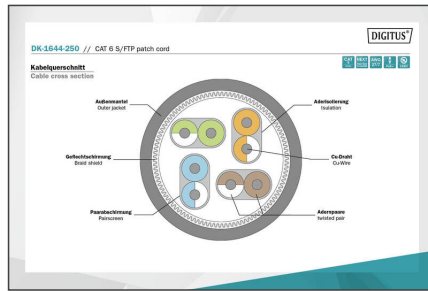 DIGITUS®
DK-1644-250 // CAT 6 S/FTP patch cord
Kabelquerschnitt
Cable cross section
Außenmantel
Outer jacket
Aderisolierung
Insulation
Geflechtschirmung
Braid shield
Cu-Draht
Cu-Wire
Paarabschirmung
Pairscreen
Adernpaare
twisted pair